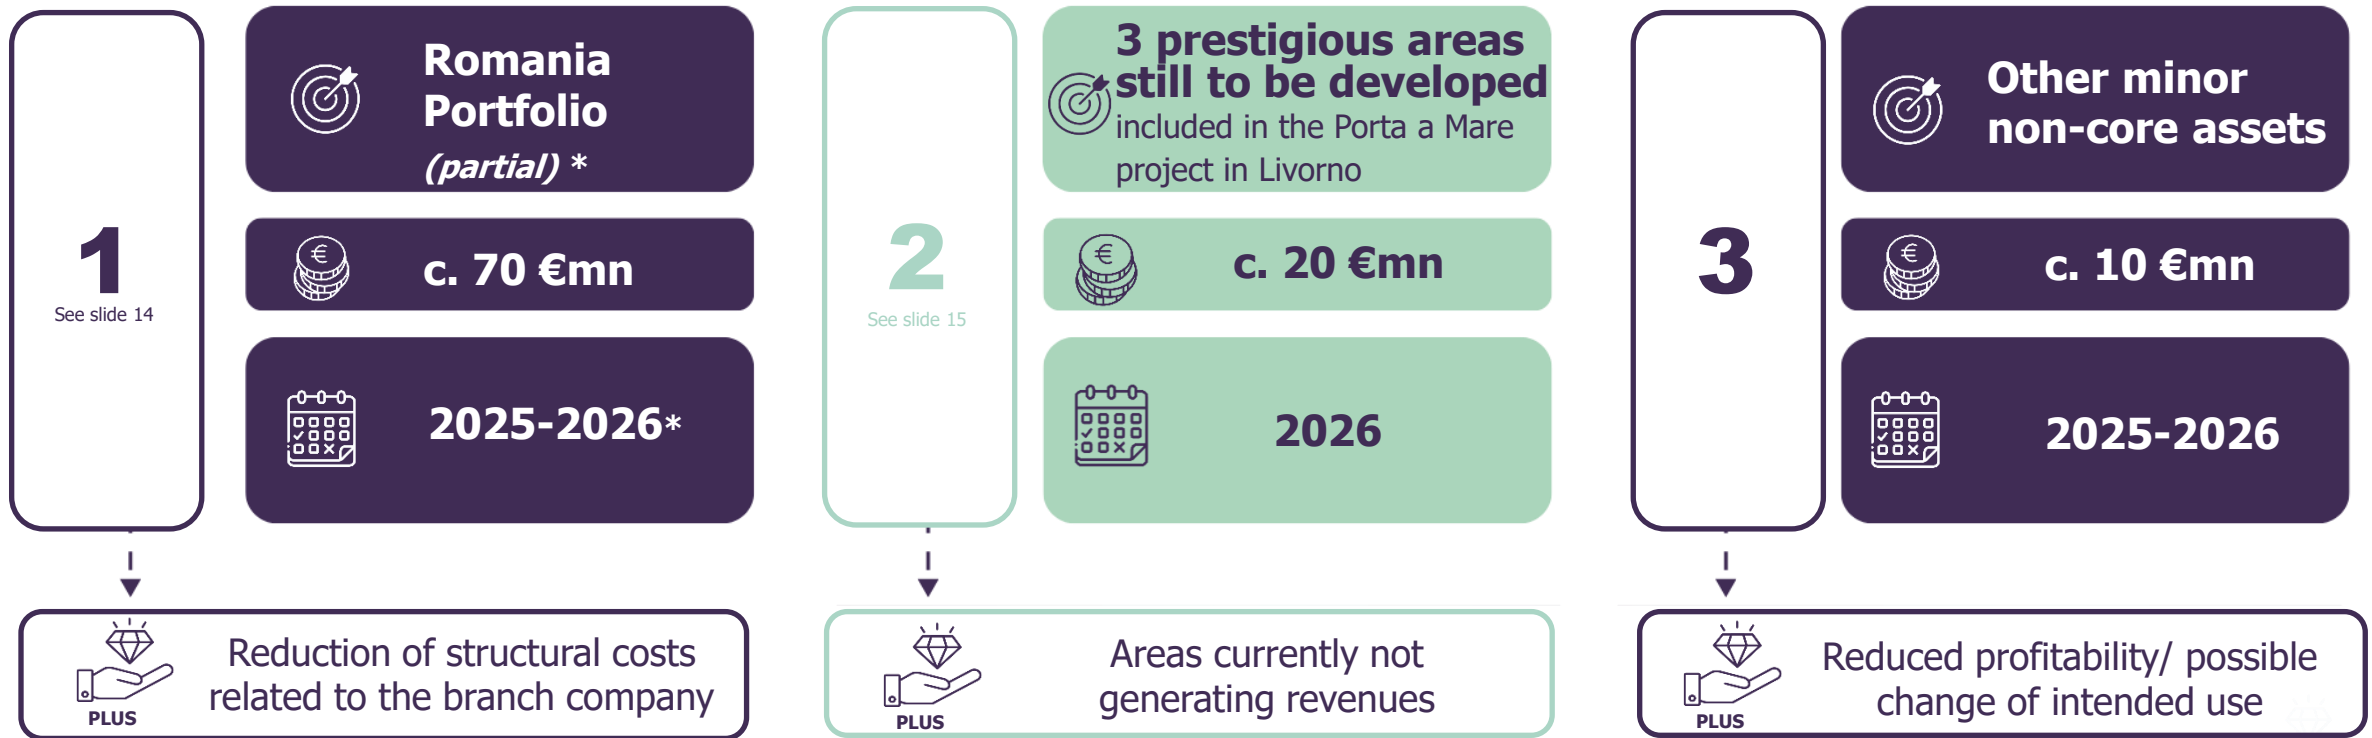 1
See slide 14
Romania
Portfolio
(partial) *
c. 70 €mn
2025-2026*
PLUS
Reduction of structural costs
related to the branch company
2
See slide 15
3 prestigious areas
still to be developed
included in the Porta a Mare
project in Livorno
c. 20 €mn
2026
PLUS
Areas currently not
generating revenues
3
Other minor
non-core assets
c. 10 €mn
2025-2026
PLUS
Reduced profitability/ possible
change of intended use